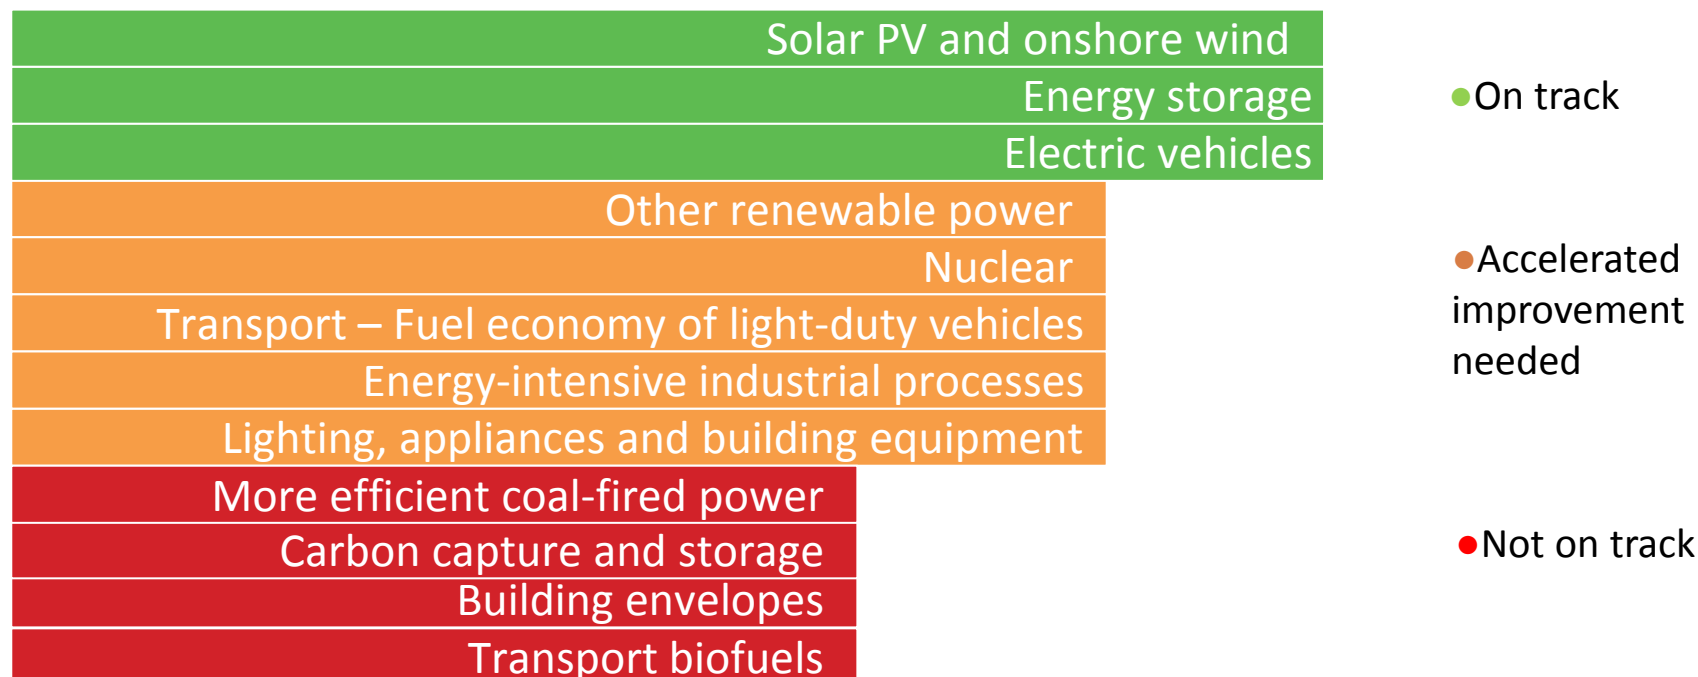 Solar PV and onshore wind
Energy storage
Electric vehicles
Other renewable power
Nuclear
Transport – Fuel economy of light-duty vehicles
Energy-intensive industrial processes
Lighting, appliances and building equipment
More efficient coal-fired power
Carbon capture and storage
Building envelopes
Transport biofuels
●On track
●Accelerated
improvement
needed
●Not on track